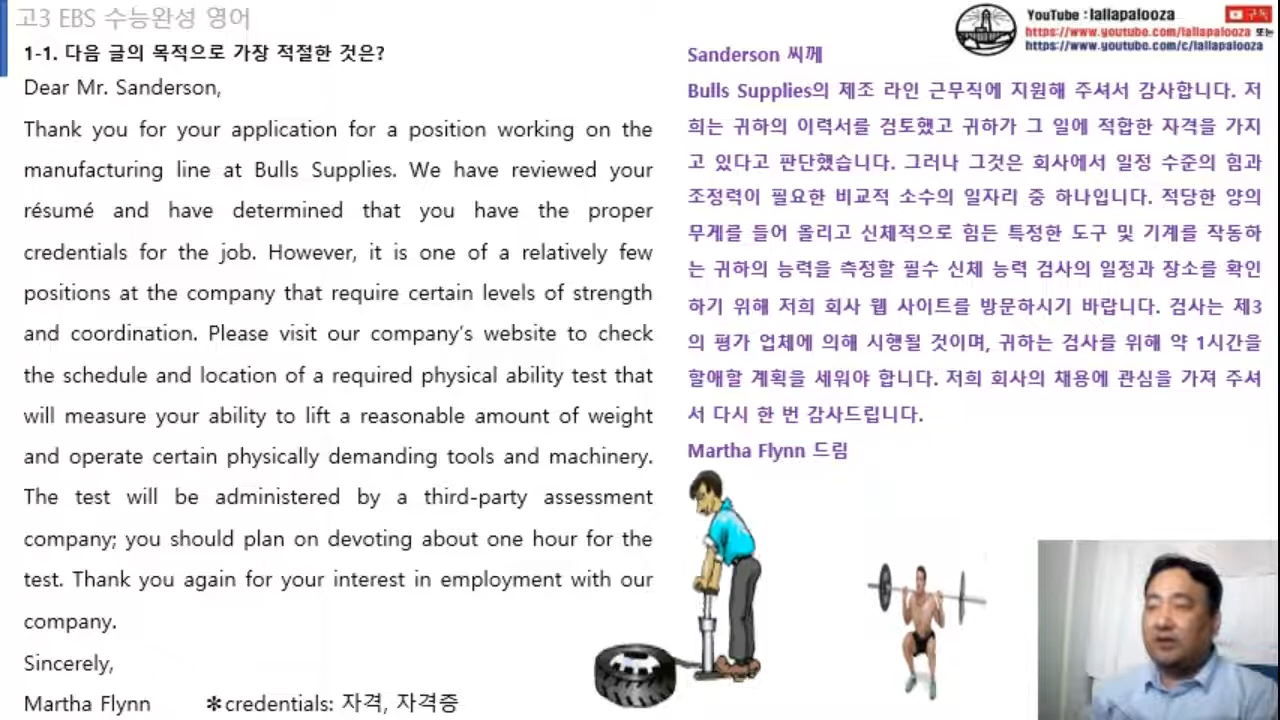 고3 EBS 수능완성 영어
1-1. 다음 글의 목적으로 가장 적절한 것은?
Dear Mr. Sanderson,
Thank you for your application for a position working on the
manufacturing line at Bulls Supplies. We have reviewed your
résumé and have determined that you have the proper
credentials for the job. However, it is one of a relatively few
positions at the company that require certain levels of strength
and coordination. Please visit our company's website to check
the schedule and location of a required physical ability test that
will measure your ability to lift a reasonable amount of weight
and operate certain physically demanding tools and machinery.
The test will be administered by a third-party assessment
company; you should plan on devoting about one hour for the
test. Thank you again for your interest in employment with our
company.
Sincerely,
Martha Flynn ✻credentials: 자격, 자격증
YouTube : lallapalooza 구독
https://www.youtube.com/lallapalooza 또는
https://www.youtube.com/c/lallapalooza
Sanderson 씨께
Bulls Supplies의 제조 라인 근무직에 지원해 주셔서 감사합니다. 저
희는 귀하의 이력서를 검토했고 귀하가 그 일에 적합한 자격을 가지
고 있다고 판단했습니다. 그러나 그것은 회사에서 일정 수준의 힘과
조정력이 필요한 비교적 소수의 일자리 중 하나입니다. 적당한 양의
무게를 들어 올리고 신체적으로 힘든 특정한 도구 및 기계를 작동하
는 귀하의 능력을 측정할 필수 신체 능력 검사의 일정과 장소를 확인
하기 위해 저희 회사 웹 사이트를 방문하시기 바랍니다. 검사는 제3
의 평가 업체에 의해 시행될 것이며, 귀하는 검사를 위해 약 1시간을
할애할 계획을 세워야 합니다. 저희 회사의 채용에 관심을 가져 주셔
서 다시 한 번 감사드립니다.
Martha Flynn 드림